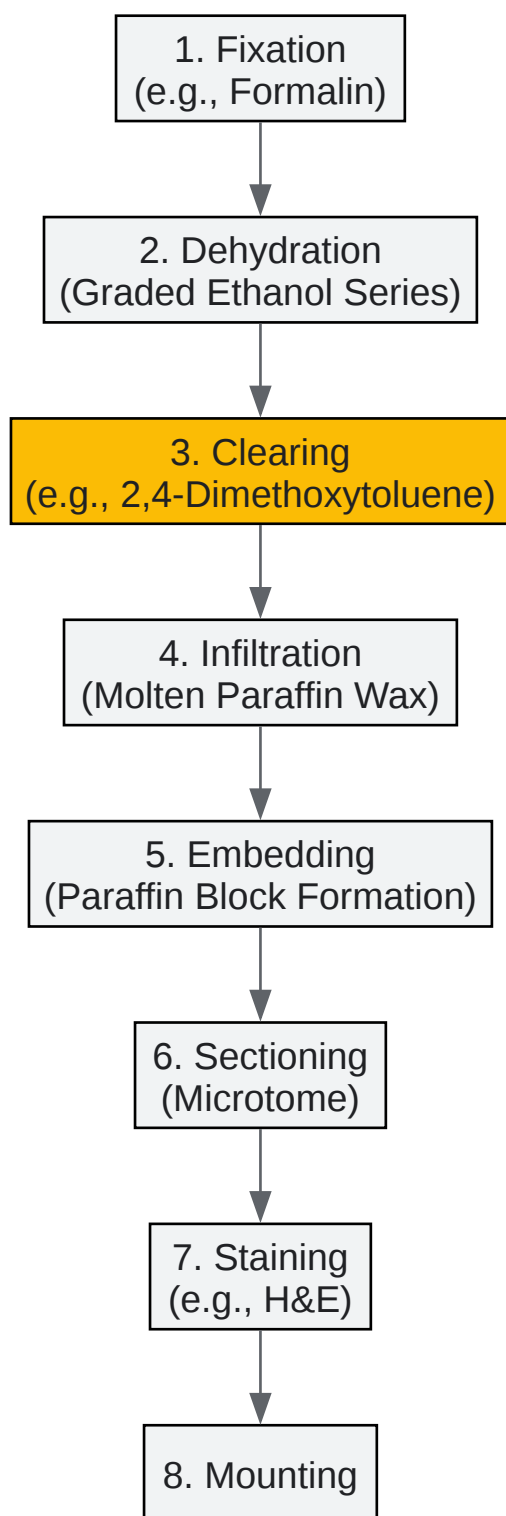 1. Fixation
(e.g., Formalin)
2. Dehydration
(Graded Ethanol Series)
3. Clearing
(e.g., 2,4-Dimethoxytoluene)
4. Infiltration
(Molten Paraffin Wax)
5. Embedding
(Paraffin Block Formation)
6. Sectioning
(Microtome)
7. Staining
(e.g., H&E)
8. Mounting